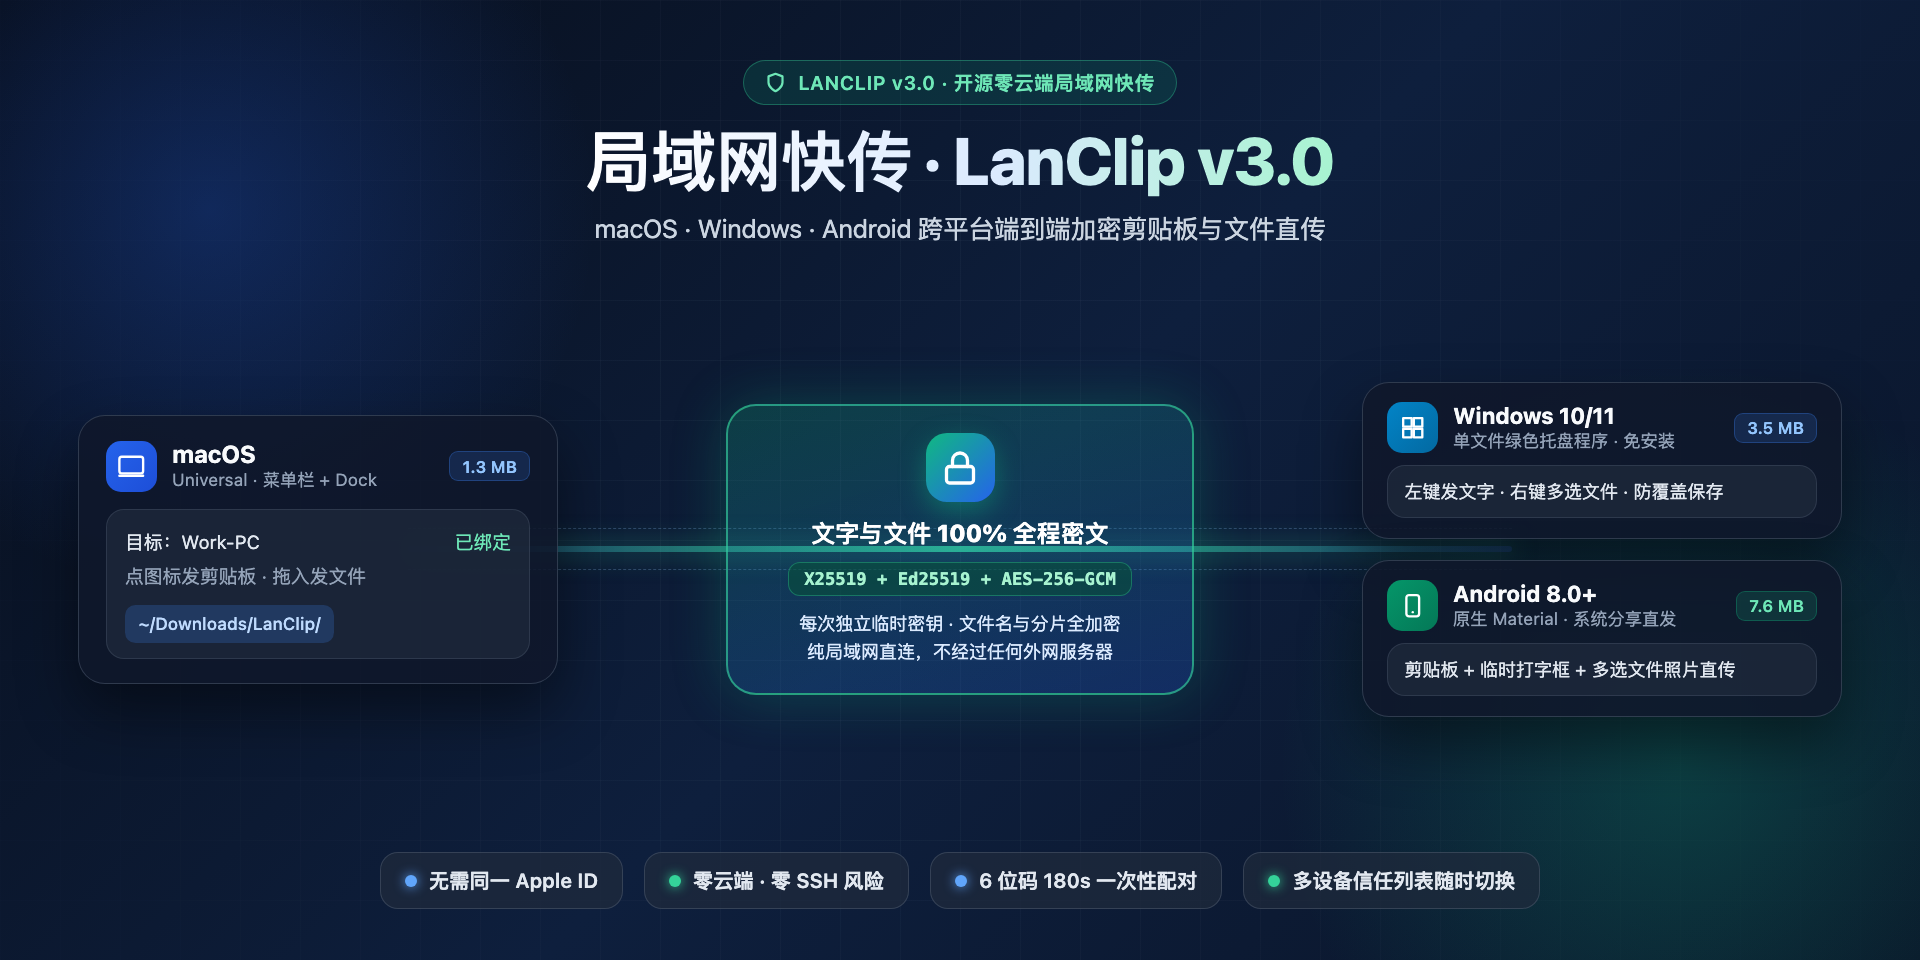 LANCLIP v3.0 · 开源零云端局域网快传
局域网快传 · LanClip v3.0
macOS · Windows · Android 跨平台端到端加密剪贴板与文件直传
macOS
Universal · 菜单栏 + Dock
1.3 MB
目标：Work-PC
已绑定
点图标发剪贴板 · 拖入发文件
~/Downloads/LanClip/
文字与文件 100% 全程密文
X25519 + Ed25519 + AES-256-GCM
每次独立临时密钥 · 文件名与分片全加密
纯局域网直连，不经过任何外网服务器
Windows 10/11
单文件绿色托盘程序 · 免安装
3.5 MB
左键发文字 · 右键多选文件 · 防覆盖保存
Android 8.0+
原生 Material · 系统分享直发
7.6 MB
剪贴板 + 临时打字框 + 多选文件照片直传
无需同一 Apple ID
零云端 · 零 SSH 风险
6 位码 180s 一次性配对
多设备信任列表随时切换